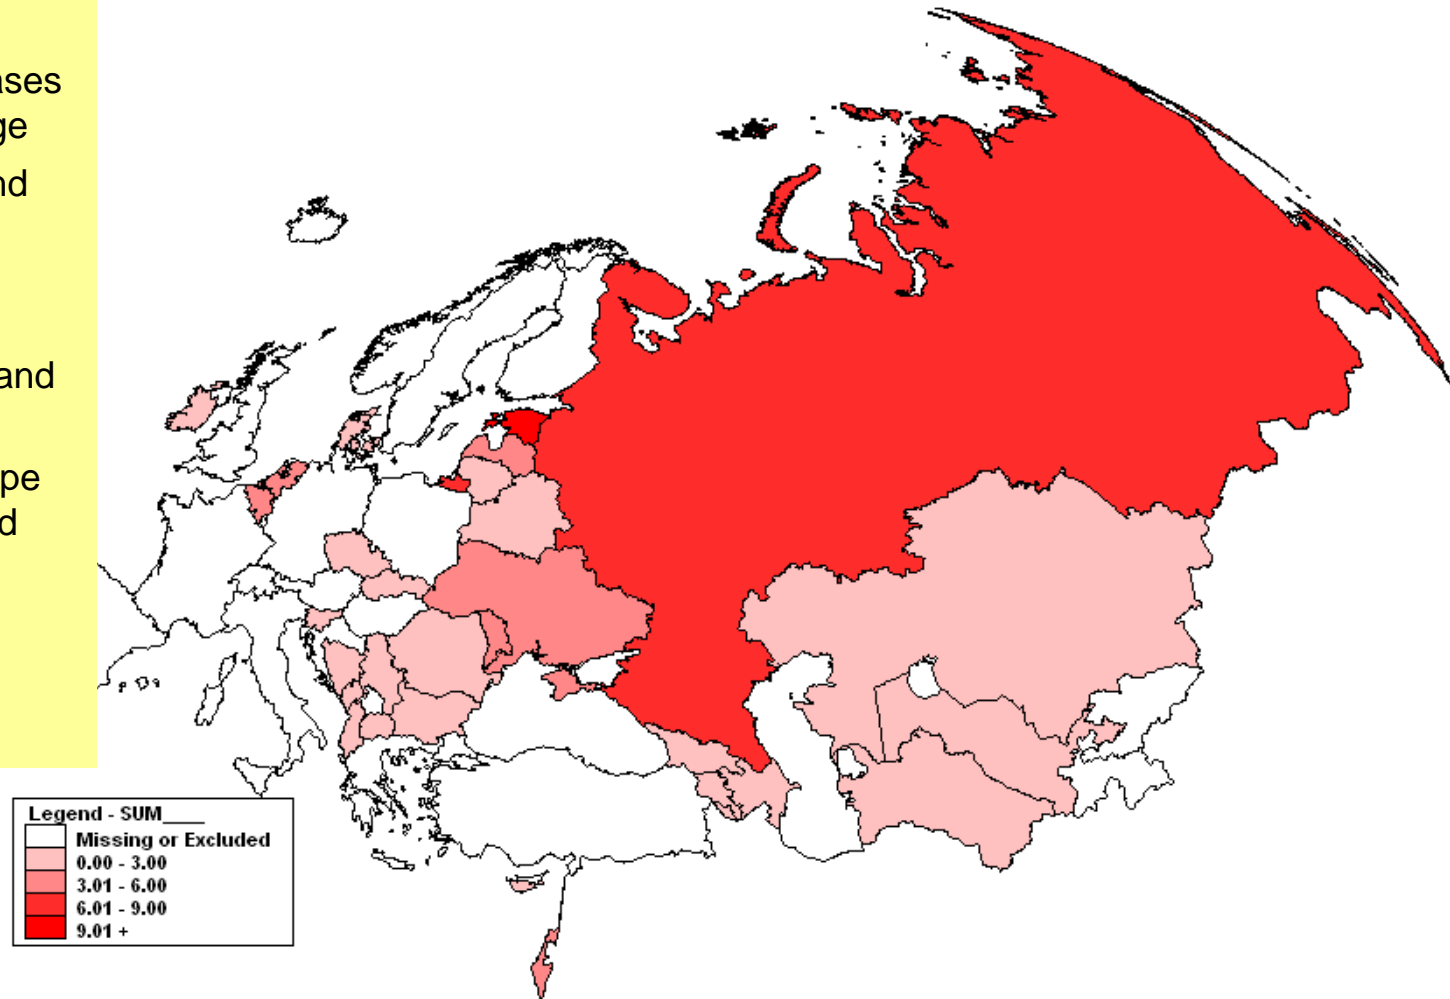 ases
ge
nd
and
pe
d
Legend - SUM____
Missing or Excluded
0.00 - 3.00
3.01 - 6.00
6.01 - 9.00
9.01 +